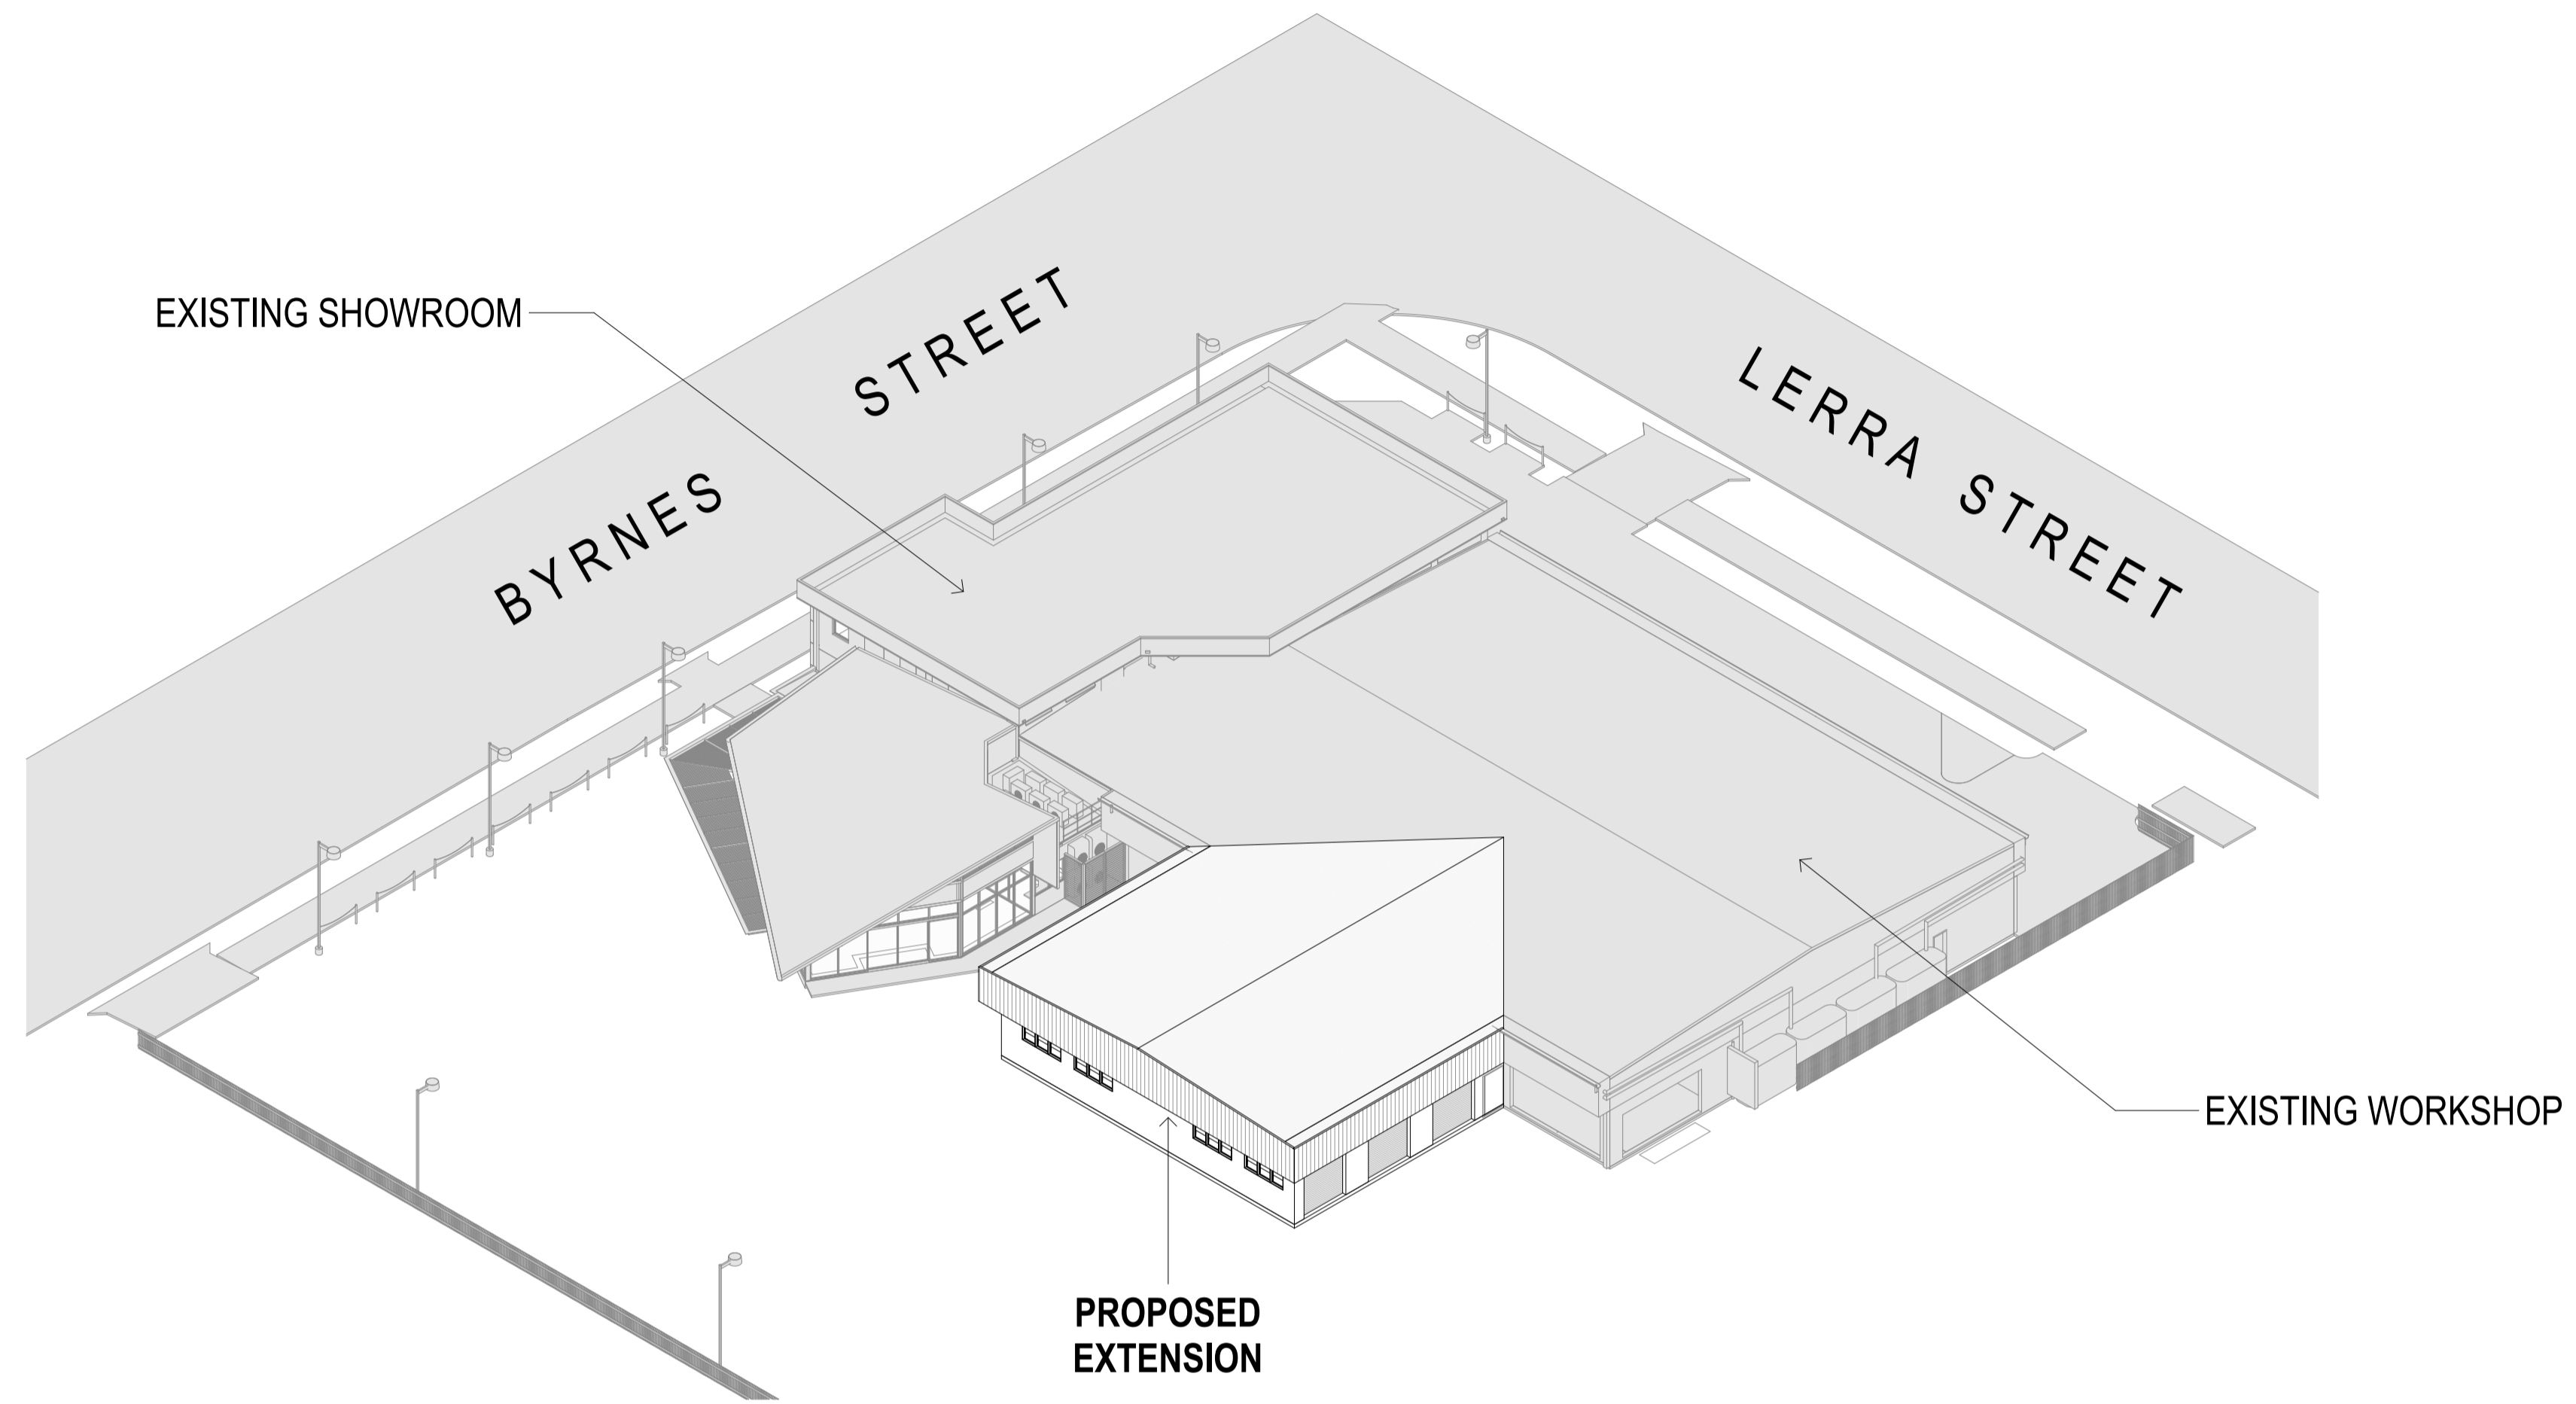 EXISTING SHOWROOM
BYRNES STREET
LERRA STREET
EXISTING WORKSHOP
PROPOSED
EXTENSION